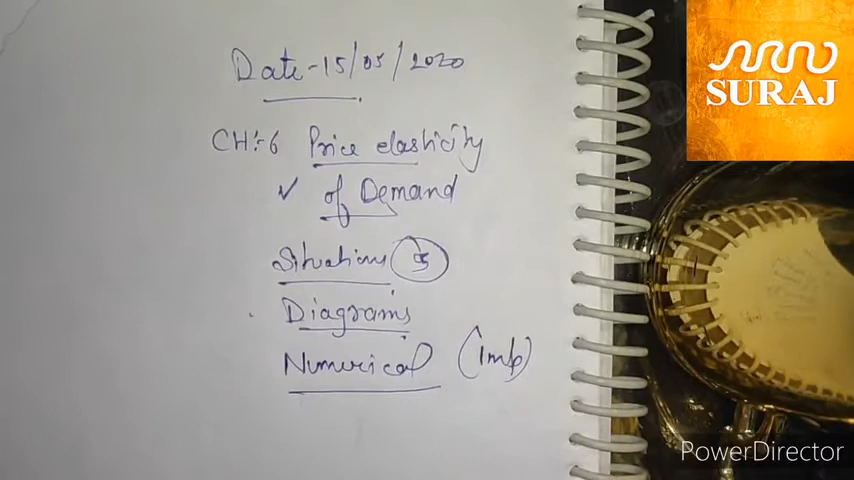 Date-15/05/2020
CH:-6 Price elasticity
✓ of Demand
Situations 5
Diagrams
Numerical (Imp)
SURAJ
PowerDirector